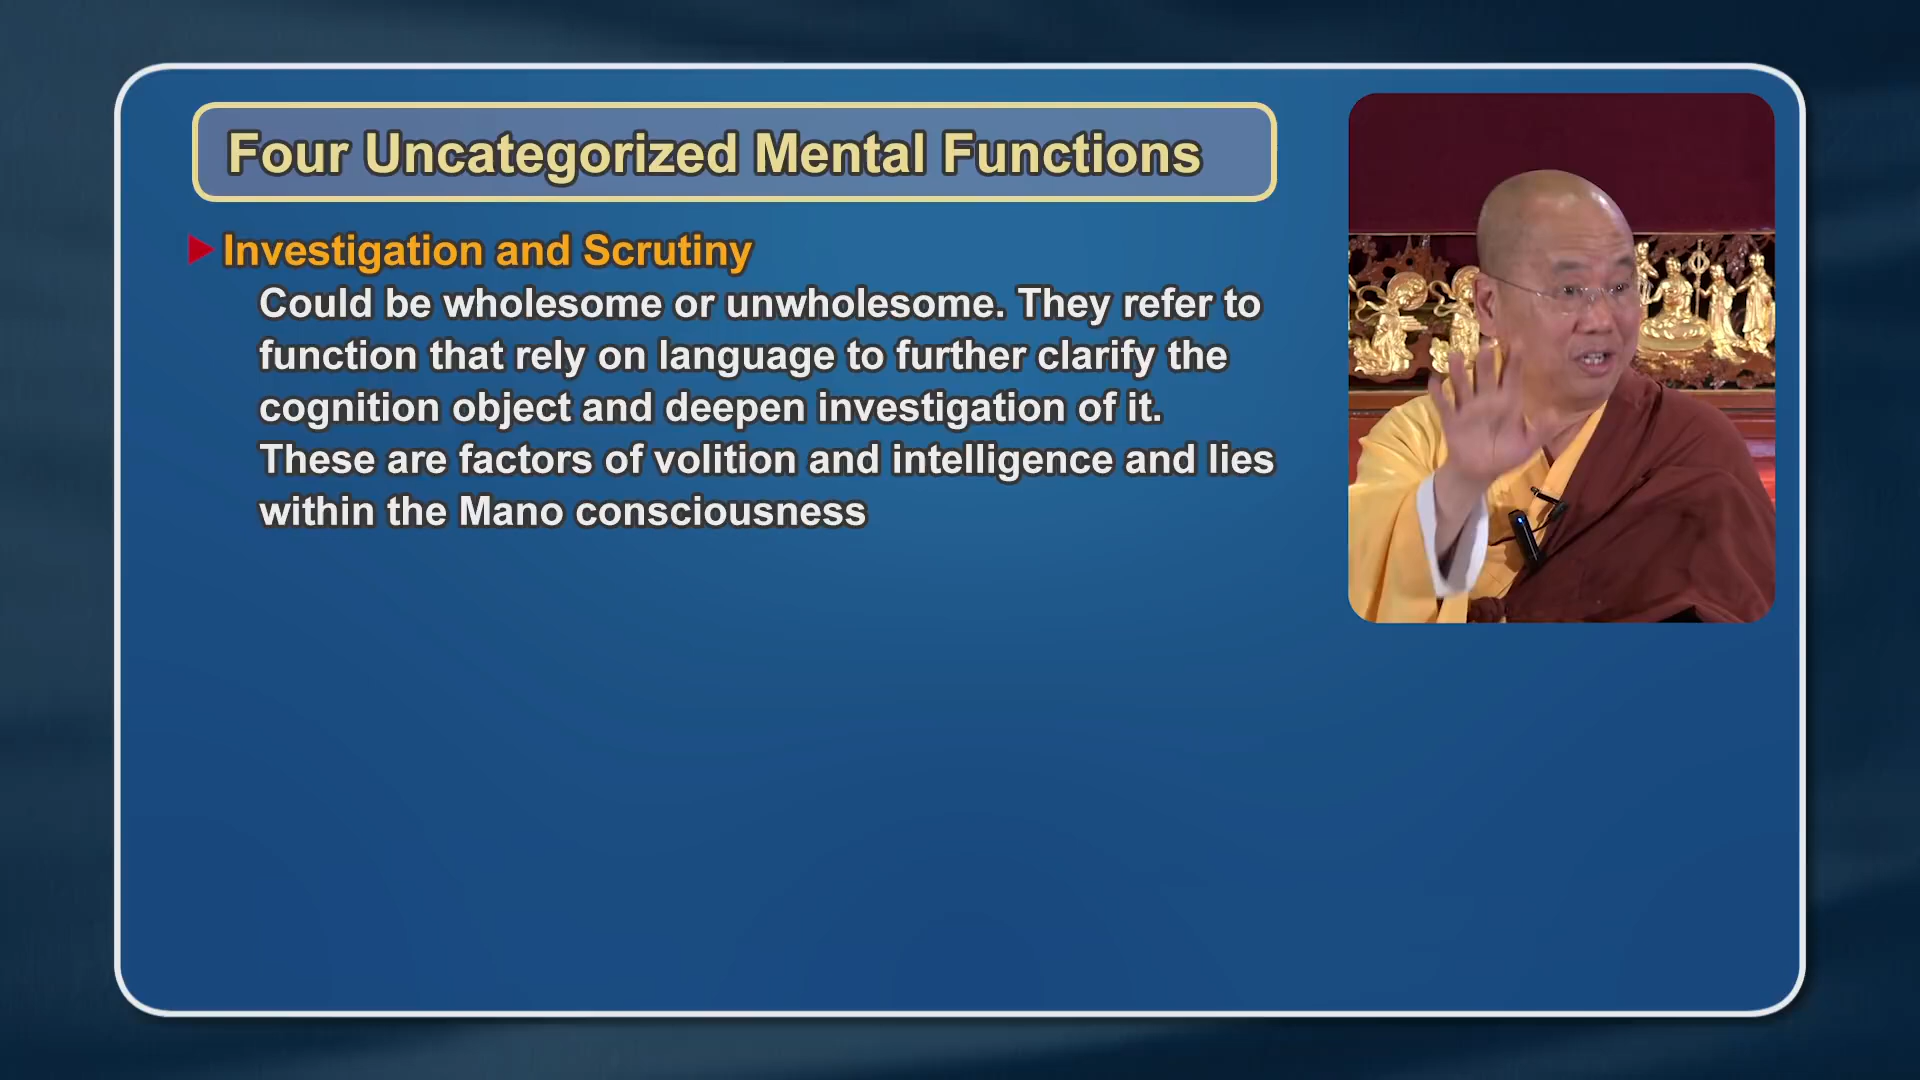 Four Uncategorized Mental Functions
Investigation and Scrutiny
Could be wholesome or unwholesome. They refer to
function that rely on language to further clarify the
cognition object and deepen investigation of it.
These are factors of volition and intelligence and lies
within the Mano consciousness